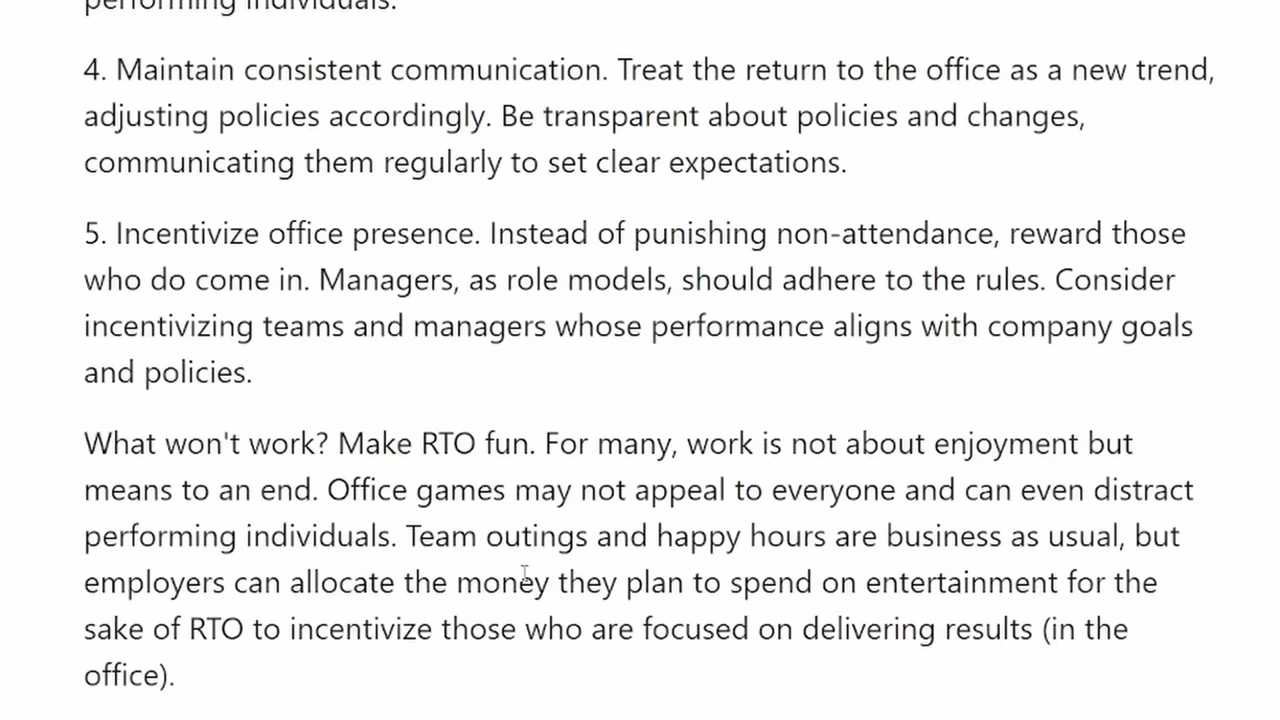 performing individuals.
4. Maintain consistent communication. Treat the return to the office as a new trend,
adjusting policies accordingly. Be transparent about policies and changes,
communicating them regularly to set clear expectations.
5. Incentivize office presence. Instead of punishing non-attendance, reward those
who do come in. Managers, as role models, should adhere to the rules. Consider
incentivizing teams and managers whose performance aligns with company goals
and policies.
What won't work? Make RTO fun. For many, work is not about enjoyment but
means to an end. Office games may not appeal to everyone and can even distract
performing individuals. Team outings and happy hours are business as usual, but
employers can allocate the money they plan to spend on entertainment for the
sake of RTO to incentivize those who are focused on delivering results (in the
office).